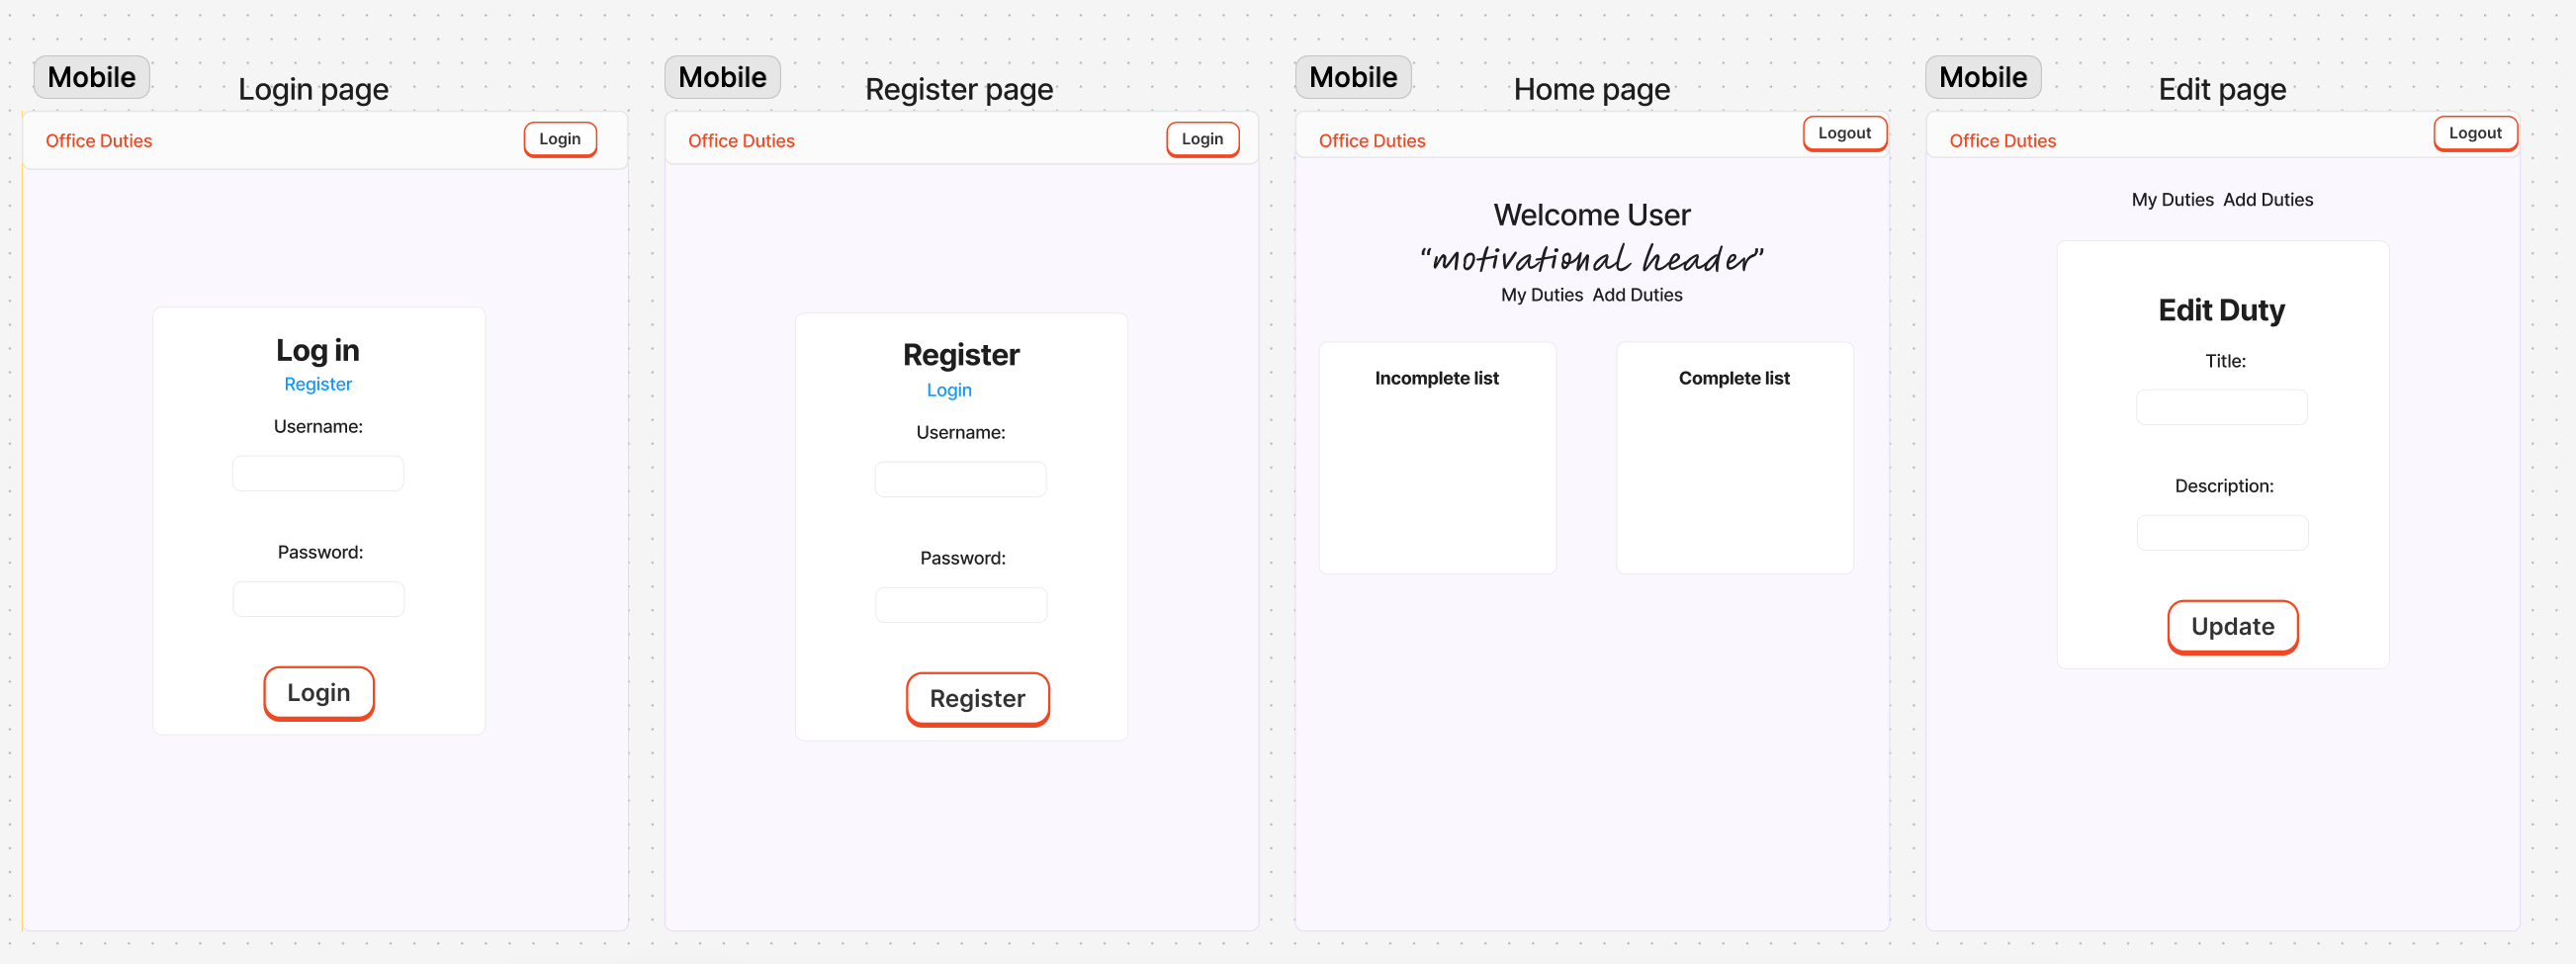 Mobile
Login page
Office Duties
Login
Log in
Register
Username:
Password:
Login
Mobile
Register page
Office Duties
Login
Register
Login
Username:
Password:
Register
Mobile
Home page
Office Duties
Logout
Welcome User
“motivational header”
My Duties Add Duties
Incomplete list
Complete list
Mobile
Edit page
Office Duties
Logout
My Duties Add Duties
Edit Duty
Title:
Description:
Update